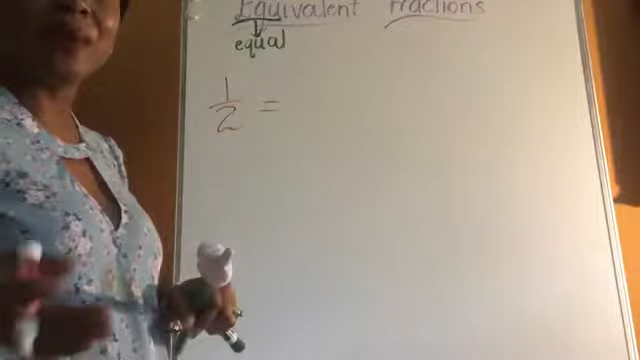 Equivalent Fractions
equal
1/2 =